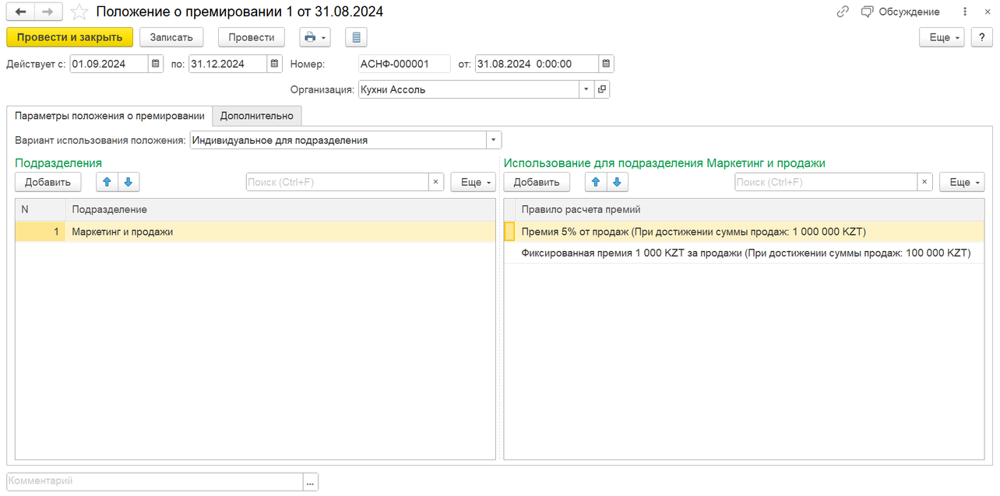 Положение о премировании 1 от 31.08.2024
Обсуждение
Провести и закрыть Записать Провести Еще ?
Действует с: 01.09.2024 по: 31.12.2024 Номер: АСНФ-000001 от: 31.08.2024 0:00:00
Организация: Кухни Ассоль
Параметры положения о премировании Дополнительно
Вариант использования положения: Индивидуальное для подразделения
Подразделения
Добавить Поиск (Ctrl+F) × Еще
N Подразделение
1 Маркетинг и продажи
Использование для подразделения Маркетинг и продажи
Добавить Поиск (Ctrl+F) × Еще
Правило расчета премий
Премия 5% от продаж (При достижении суммы продаж: 1 000 000 KZT)
Фиксированная премия 1 000 KZT за продажи (При достижении суммы продаж: 100 000 KZT)
Комментарий ...